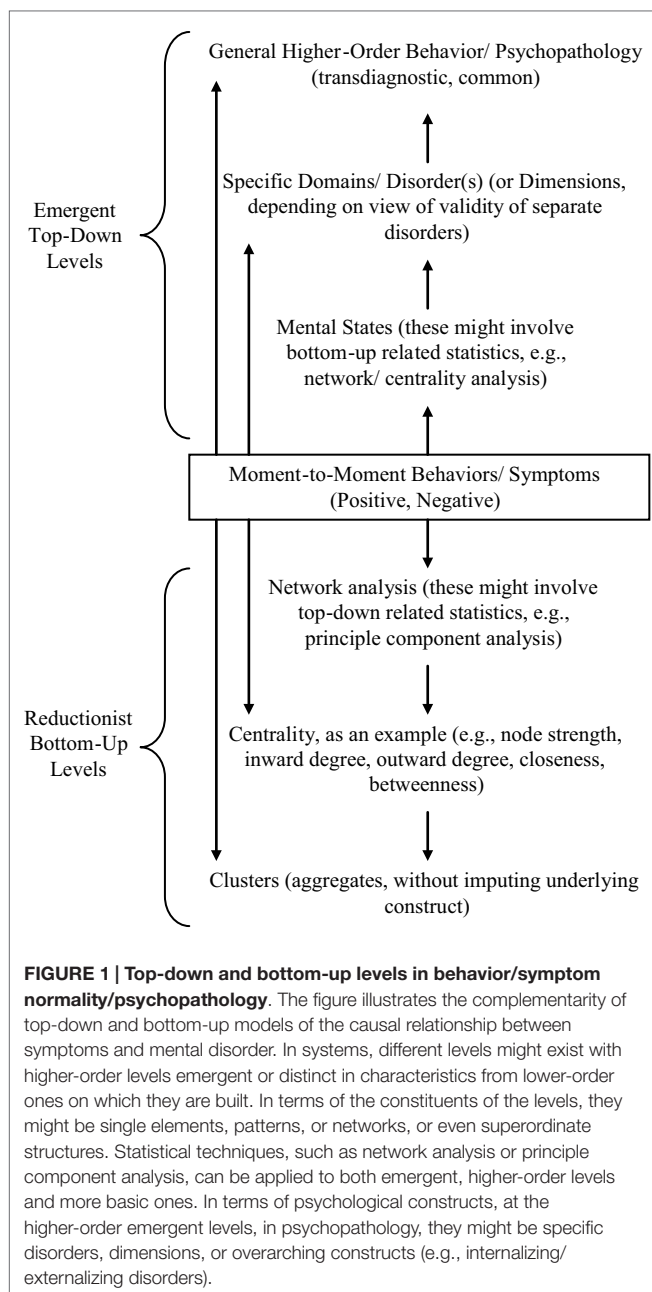 General Higher-Order Behavior/ Psychopathology
(transdiagnostic, common)
Specific Domains/ Disorder(s) (or Dimensions,
depending on view of validity of separate
disorders)
Emergent
Top-Down
Levels
Mental States (these might involve
bottom-up related statistics, e.g.,
network/ centrality analysis)
Moment-to-Moment Behaviors/ Symptoms
(Positive, Negative)
Network analysis (these might involve
top-down related statistics, e.g.,
principle component analysis)
Reductionist
Bottom-Up
Levels
Centrality, as an example (e.g., node strength,
inward degree, outward degree, closeness,
betweenness)
Clusters (aggregates, without imputing underlying
construct)
FIGURE 1 | Top-down and bottom-up levels in behavior/symptom
normality/psychopathology. The figure illustrates the complementarity of
top-down and bottom-up models of the causal relationship between
symptoms and mental disorder. In systems, different levels might exist with
higher-order levels emergent or distinct in characteristics from lower-order
ones on which they are built. In terms of the constituents of the levels, they
might be single elements, patterns, or networks, or even superordinate
structures. Statistical techniques, such as network analysis or principle
component analysis, can be applied to both emergent, higher-order levels
and more basic ones. In terms of psychological constructs, at the
higher-order emergent levels, in psychopathology, they might be specific
disorders, dimensions, or overarching constructs (e.g., internalizing/
externalizing disorders).